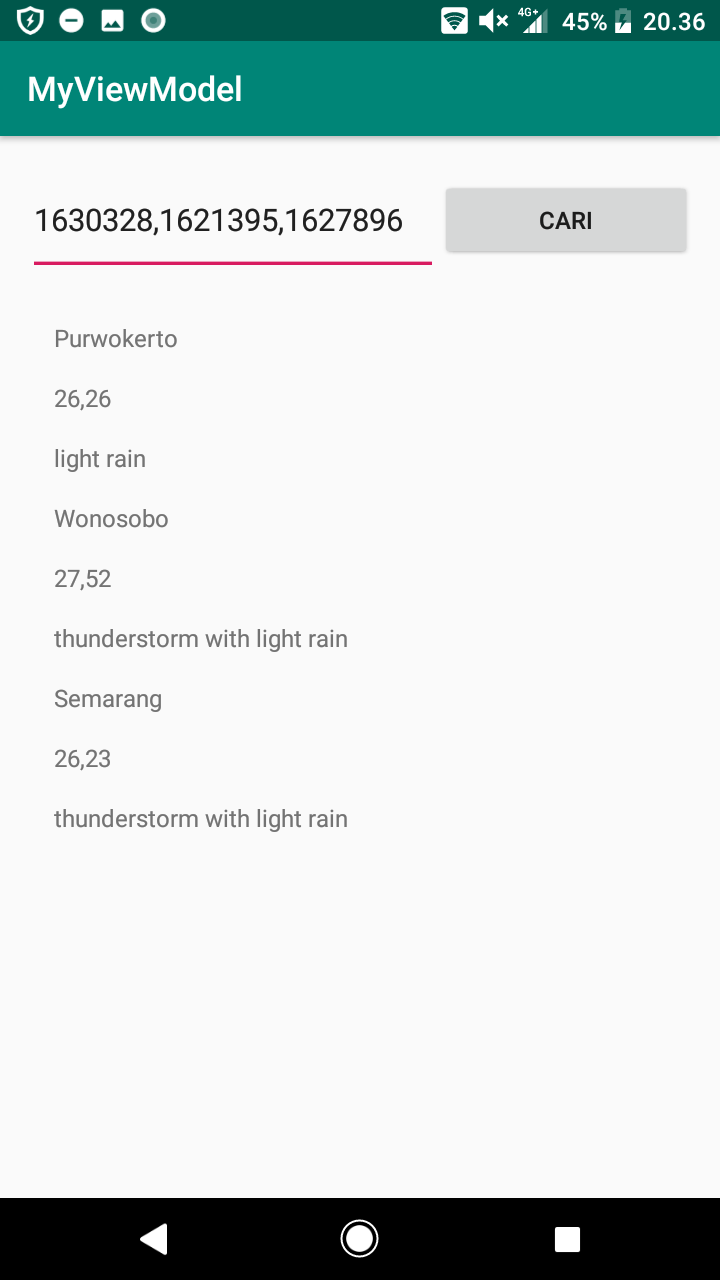 4G+ 45% 20.36
MyViewModel
1630328,1621395,1627896 CARI
Purwokerto
26,26
light rain
Wonosobo
27,52
thunderstorm with light rain
Semarang
26,23
thunderstorm with light rain